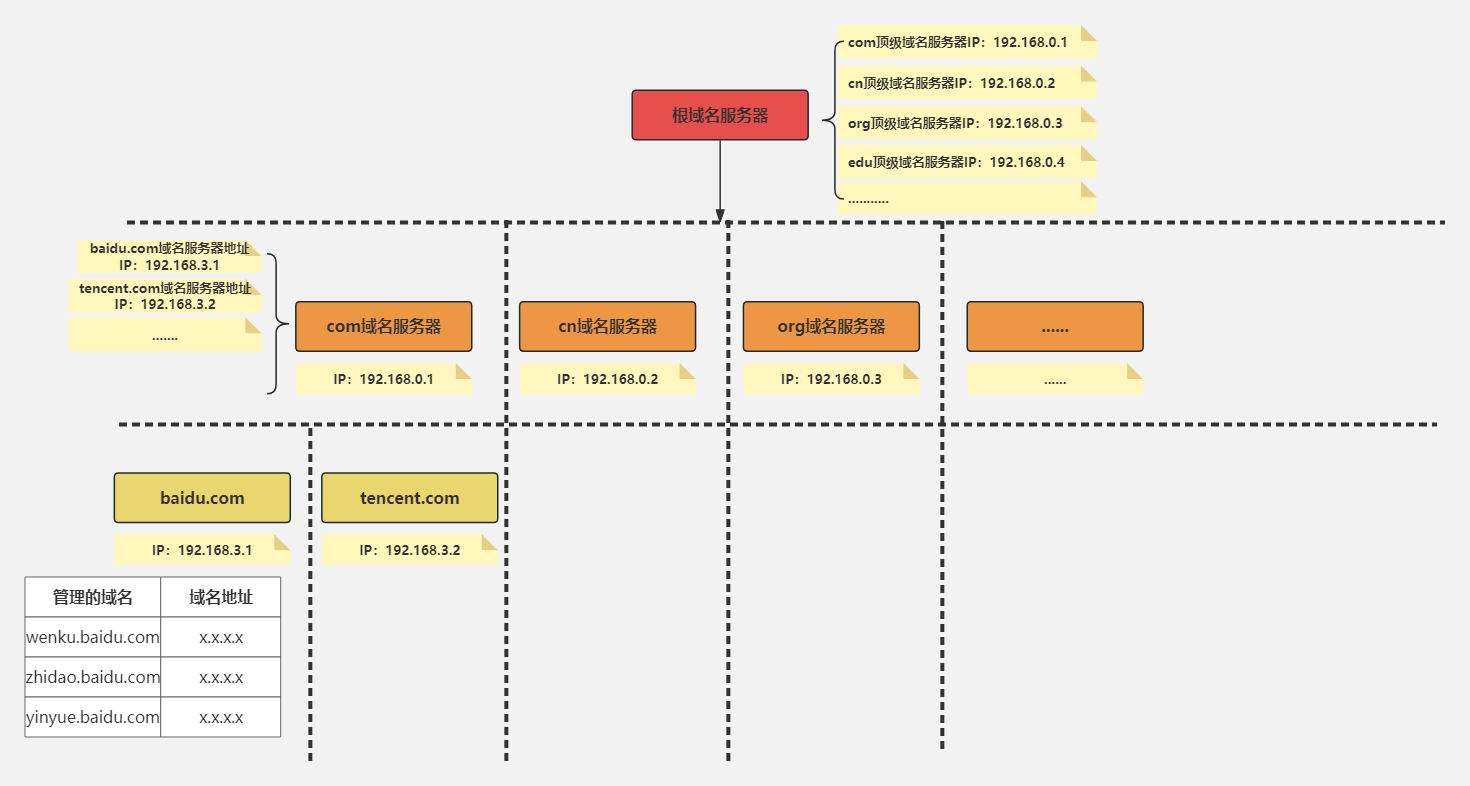 com顶级域名服务器IP：192.168.0.1
cn顶级域名服务器IP：192.168.0.2
根域名服务器
org顶级域名服务器IP：192.168.0.3
edu顶级域名服务器IP：192.168.0.4
...........
baidu.com域名服务器地址
IP：192.168.3.1
tencent.com域名服务器地址
IP：192.168.3.2
.......
com域名服务器
cn域名服务器
org域名服务器
......
IP：192.168.0.1
IP：192.168.0.2
IP：192.168.0.3
......
baidu.com
tencent.com
IP：192.168.3.1
IP：192.168.3.2
管理的域名 域名地址
wenku.baidu.com x.x.x.x
zhidao.baidu.com x.x.x.x
yinyue.baidu.com x.x.x.x